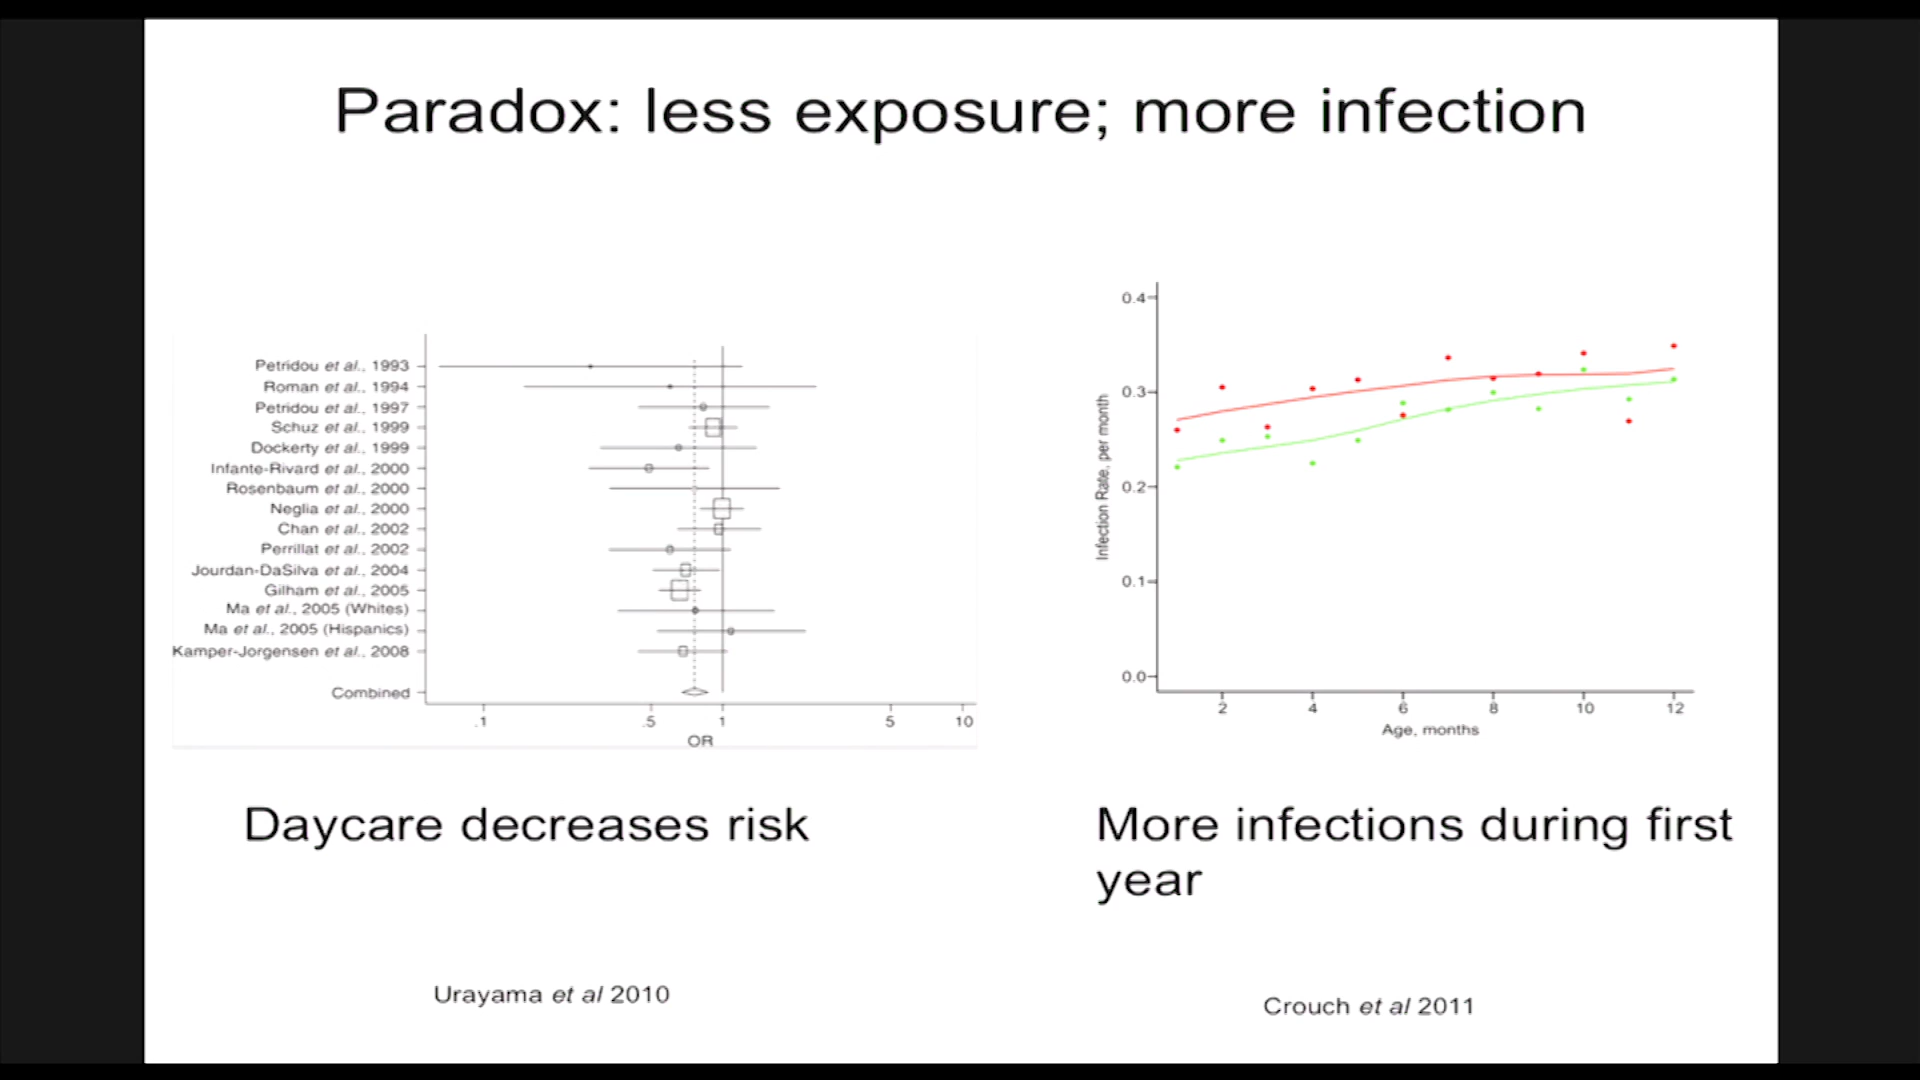 Paradox: less exposure; more infection
Petridou et al., 1993
Roman et al., 1994
Petridou et al., 1997
Schuz et al., 1999
Dockerty et al., 1999
Infante-Rivard et al., 2000
Rosenbaum et al., 2000
Neglia et al., 2000
Chan et al., 2002
Perrillat et al., 2002
Jourdan-DaSilva et al., 2004
Gilham et al., 2005
Ma et al., 2005 (Whites)
Ma et al., 2005 (Hispanics)
Kamper-Jorgensen et al., 2008
Combined
.1 .5 1 5 10
OR
Daycare decreases risk
Urayama et al 2010
Infection Rate, per month
0.4
0.3
0.2
0.1
0.0
2 4 6 8 10 12
Age, months
More infections during first
year
Crouch et al 2011